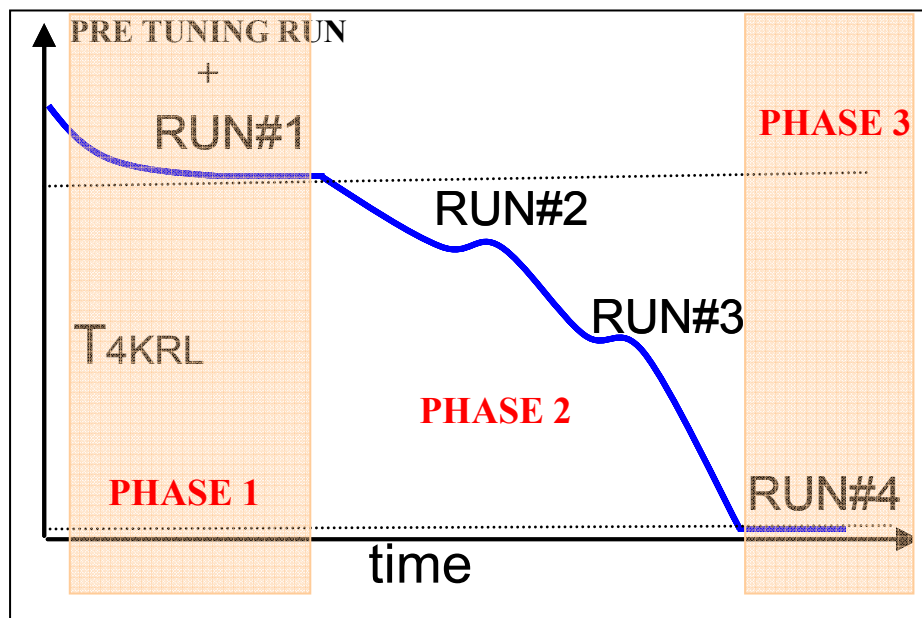 PRE TUNING RUN
+
RUN#1
PHASE 3
RUN#2
RUN#3
T4KRL
PHASE 2
PHASE 1
RUN#4
time